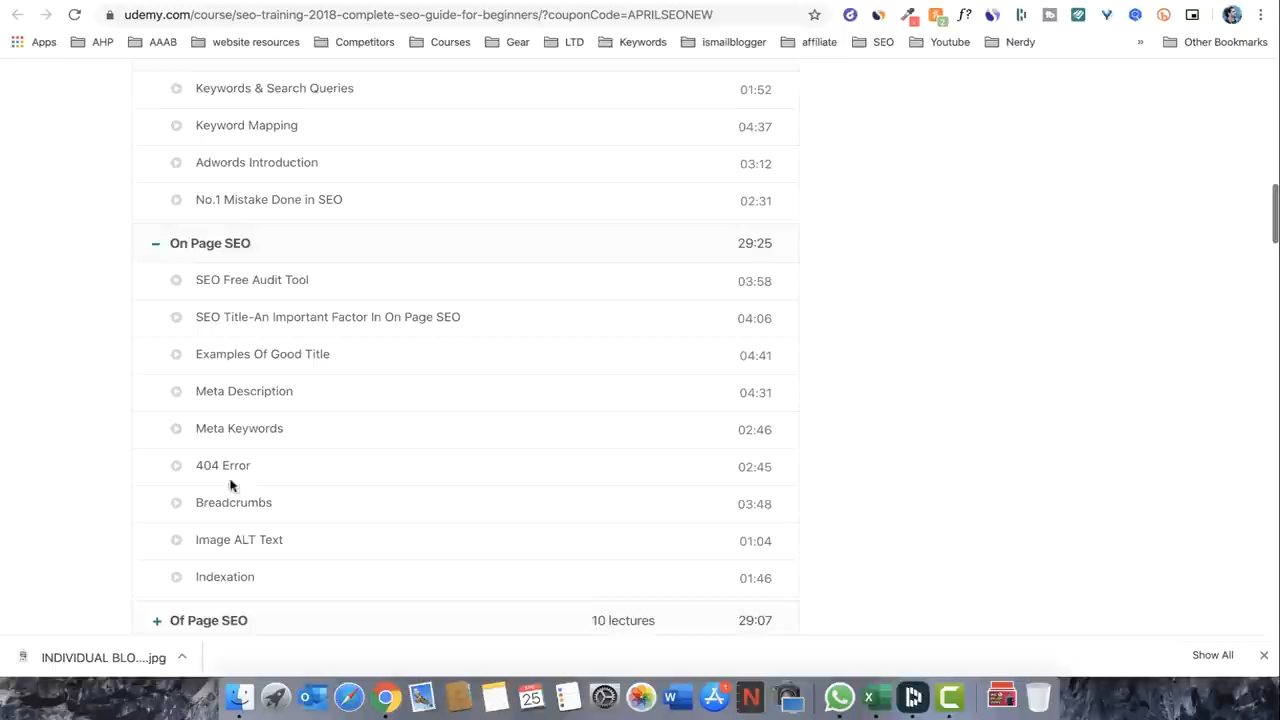 udemy.com/course/seo-training-2018-complete-seo-guide-for-beginners/?couponCode=APRILSEONEW
Apps AHP AAAB website resources Competitors Courses Gear LTD Keywords ismailblogger affiliate SEO Youtube Nerdy » Other Bookmarks
Keywords & Search Queries 01:52
Keyword Mapping 04:37
Adwords Introduction 03:12
No.1 Mistake Done in SEO 02:31
On Page SEO 29:25
SEO Free Audit Tool 03:58
SEO Title-An Important Factor In On Page SEO 04:06
Examples Of Good Title 04:41
Meta Description 04:31
Meta Keywords 02:46
404 Error 02:45
Breadcrumbs 03:48
Image ALT Text 01:04
Indexation 01:46
Of Page SEO 10 lectures 29:07
INDIVIDUAL BLO....jpg Show All
25